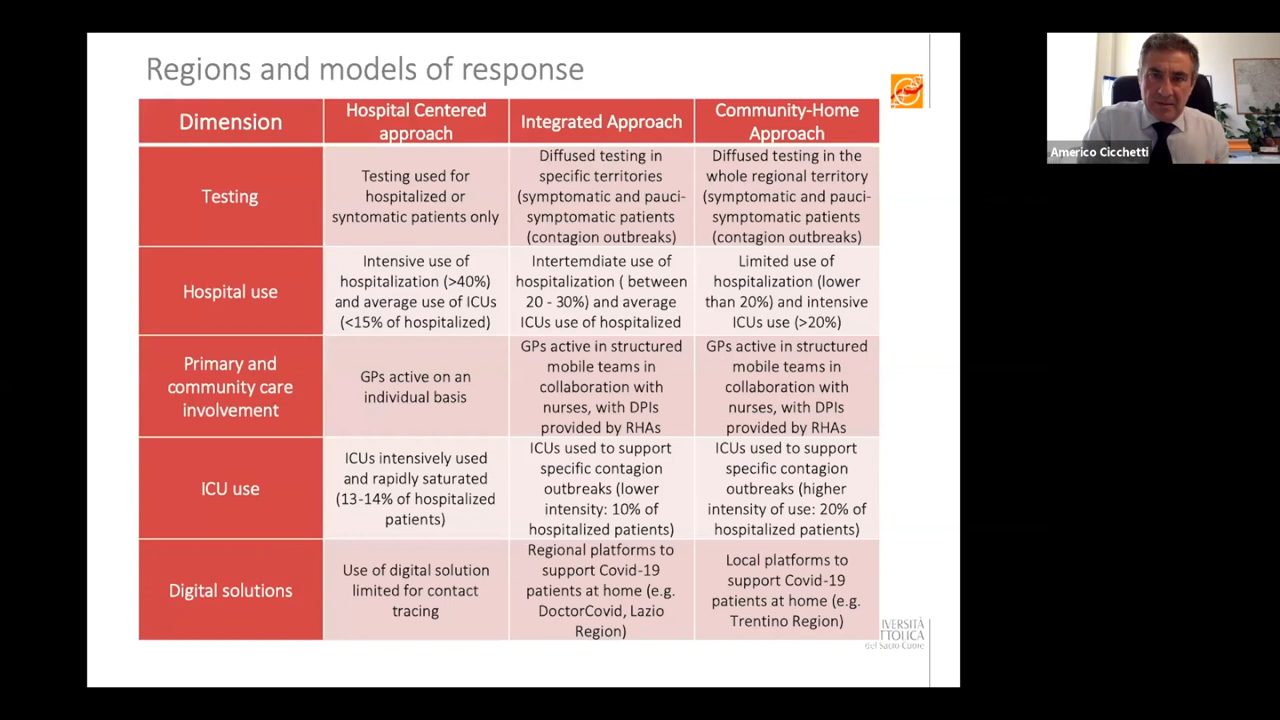 Regions and models of response
Dimension
Hospital Centered
approach
Integrated Approach
Community-Home
Approach
Testing
Testing used for
hospitalized or
syntomatic patients only
Diffused testing in
specific territories
(symptomatic and pauci-
symptomatic patients
(contagion outbreaks)
Diffused testing in the
whole regional territory
(symptomatic and pauci-
symptomatic patients
(contagion outbreaks)
Hospital use
Intensive use of
hospitalization (>40%)
and average use of ICUs
(<15% of hospitalized)
Intertemdiate use of
hospitalization ( between
20 - 30%) and average
ICUs use of hospitalized
Limited use of
hospitalization (lower
than 20%) and intensive
ICUs use (>20%)
Primary and
community care
involvement
GPs active on an
individual basis
GPs active in structured
mobile teams in
collaboration with
nurses, with DPIs
provided by RHAs
GPs active in structured
mobile teams in
collaboration with
nurses, with DPIs
provided by RHAs
ICU use
ICUs intensively used
and rapidly saturated
(13-14% of hospitalized
patients)
ICUs used to support
specific contagion
outbreaks (lower
intensity: 10% of
hospitalized patients)
ICUs used to support
specific contagion
outbreaks (higher
intensity of use: 20% of
hospitalized patients)
Digital solutions
Use of digital solution
limited for contact
tracing
Regional platforms to
support Covid-19
patients at home (e.g.
DoctorCovid, Lazio
Region)
Local platforms to
support Covid-19
patients at home (e.g.
Trentino Region)
IVERSITÀ
TTOLICA
del Sacro Cuore
Americo Cicchetti